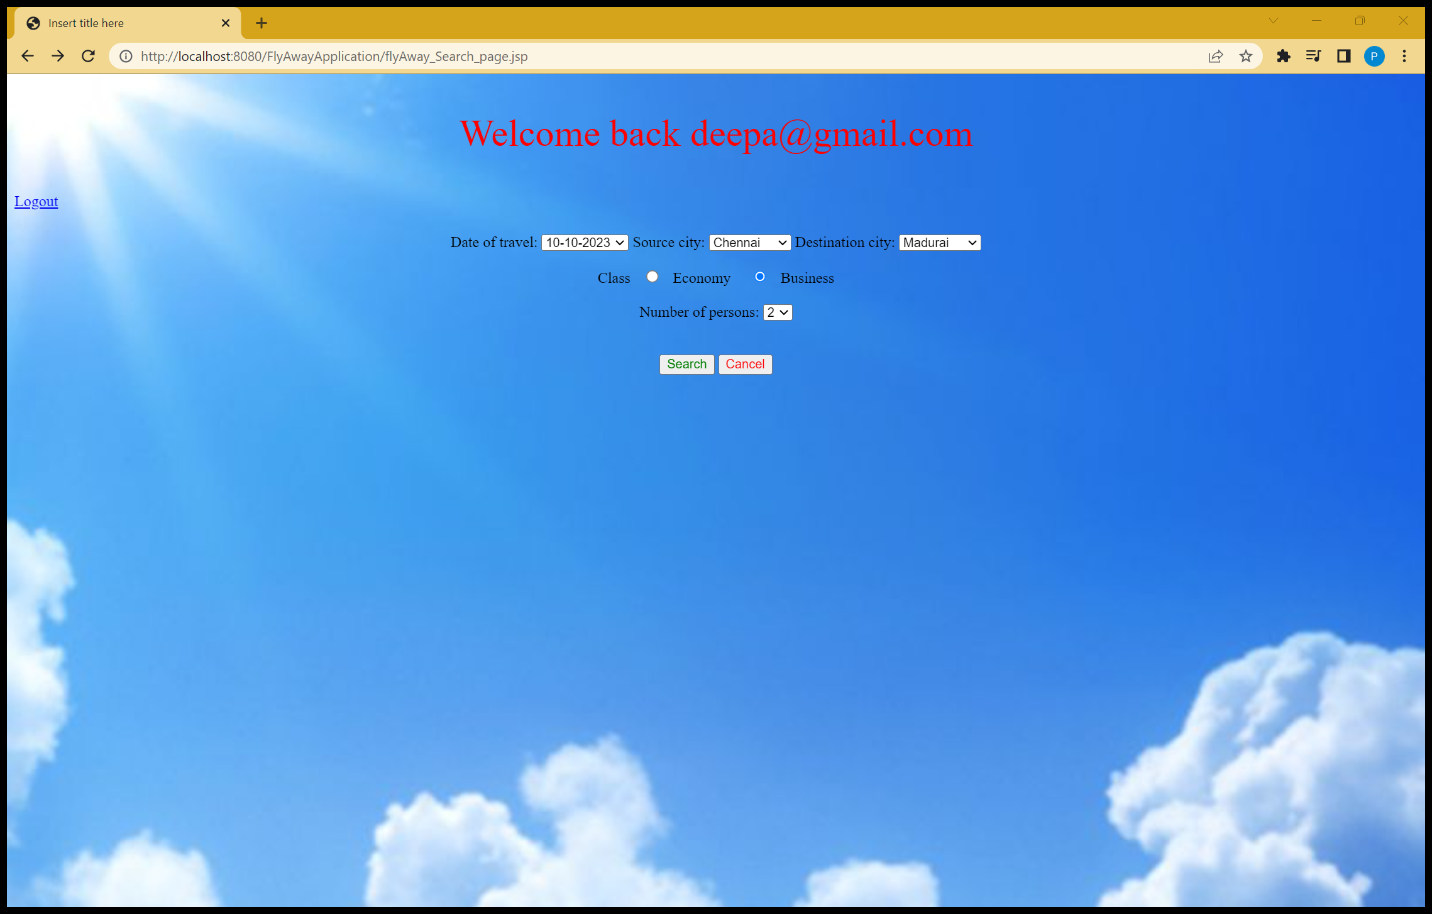 Insert title here
http://localhost:8080/FlyAwayApplication/flyAway_Search_page.jsp
P
Welcome back deepa@gmail.com
Logout
Date of travel: 10-10-2023 Source city: Chennai Destination city: Madurai
Class Economy Business
Number of persons: 2
Search Cancel